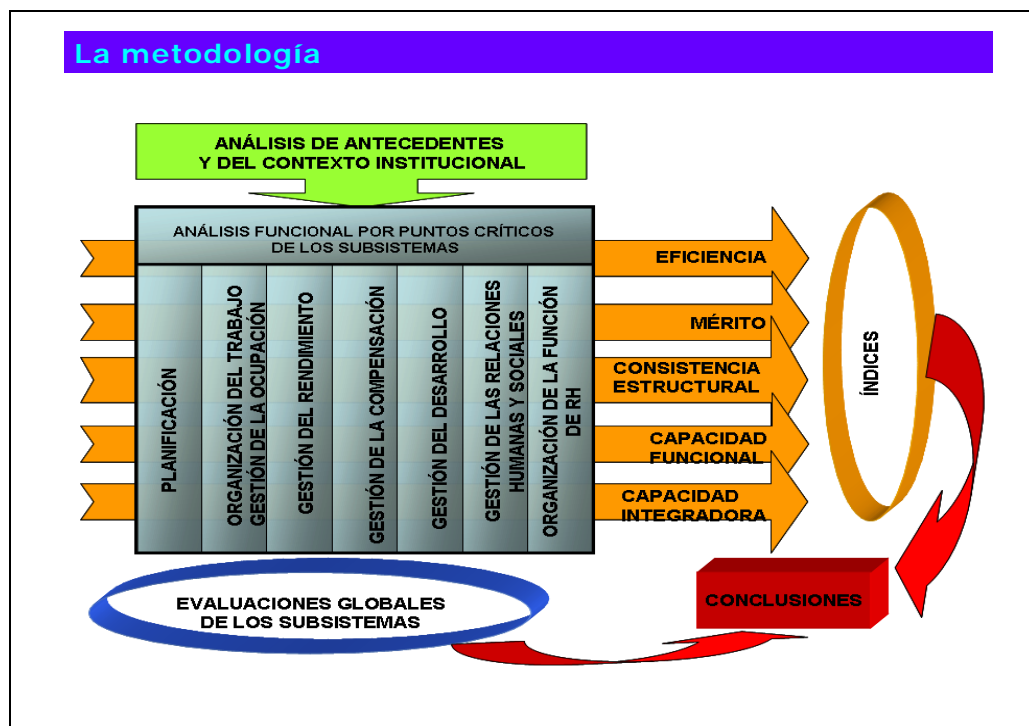 La metodología
ANÁLISIS DE ANTECEDENTES
Y DEL CONTEXTO INSTITUCIONAL
ANÁLISIS FUNCIONAL POR PUNTOS CRÍTICOS
DE LOS SUBSISTEMAS
PLANIFICACIÓN
ORGANIZACIÓN DEL TRABAJO
GESTIÓN DE LA OCUPACIÓN
GESTIÓN DEL RENDIMIENTO
GESTIÓN DE LA COMPENSACIÓN
GESTIÓN DEL DESARROLLO
GESTIÓN DE LAS RELACIONES
HUMANAS Y SOCIALES
ORGANIZACIÓN DE LA FUNCIÓN
DE RH
EFICIENCIA
MÉRITO
CONSISTENCIA
ESTRUCTURAL
CAPACIDAD
FUNCIONAL
CAPACIDAD
INTEGRADORA
ÍNDICES
EVALUACIONES GLOBALES
DE LOS SUBSISTEMAS
CONCLUSIONES